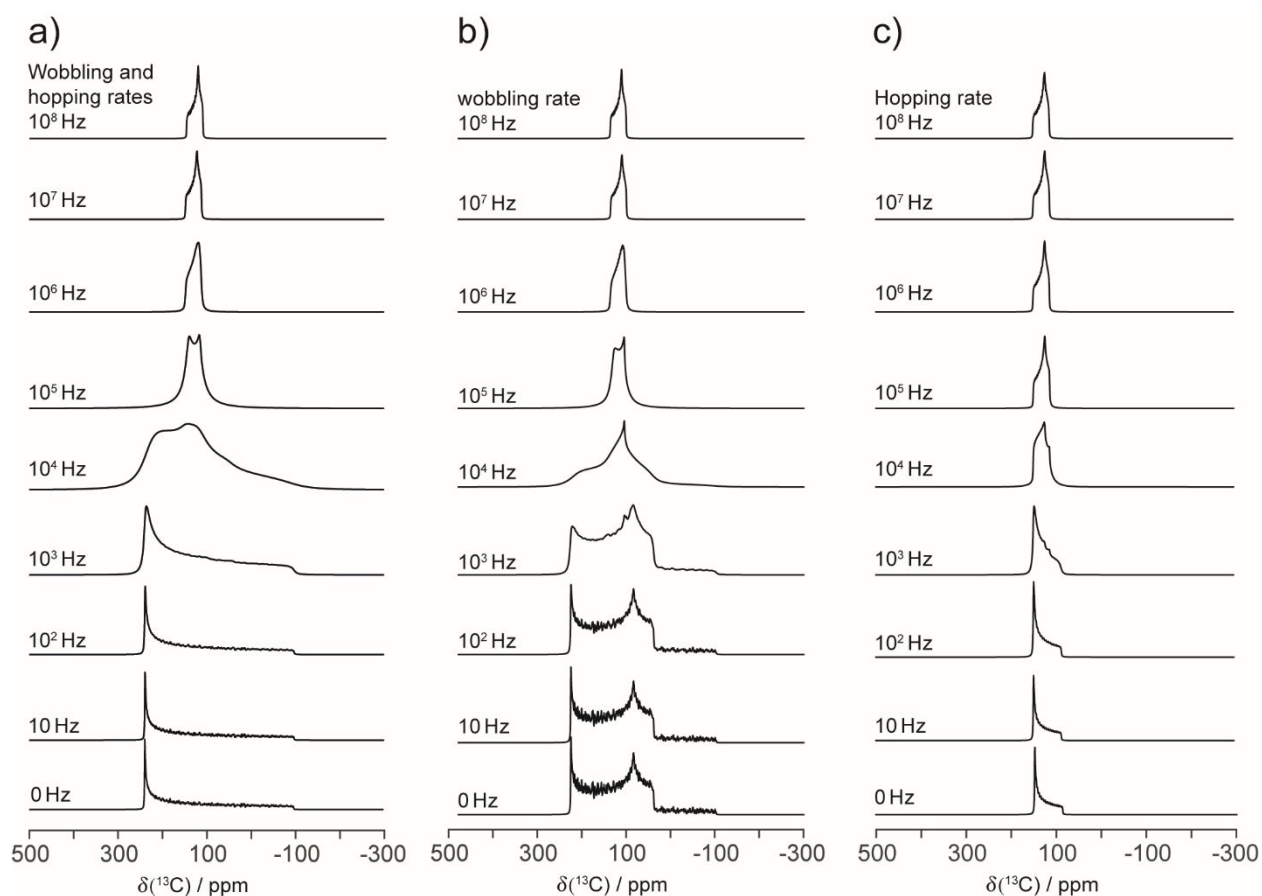 a)
Wobbling and
hopping rates
10⁸ Hz
10⁷ Hz
10⁶ Hz
10⁵ Hz
10⁴ Hz
10³ Hz
10² Hz
10 Hz
0 Hz
500 300 100 -100 -300
δ(¹³C) / ppm
b)
wobbling rate
10⁸ Hz
10⁷ Hz
10⁶ Hz
10⁵ Hz
10⁴ Hz
10³ Hz
10² Hz
10 Hz
0 Hz
500 300 100 -100 -300
δ(¹³C) / ppm
c)
Hopping rate
10⁸ Hz
10⁷ Hz
10⁶ Hz
10⁵ Hz
10⁴ Hz
10³ Hz
10² Hz
10 Hz
0 Hz
500 300 100 -100 -300
δ(¹³C) / ppm